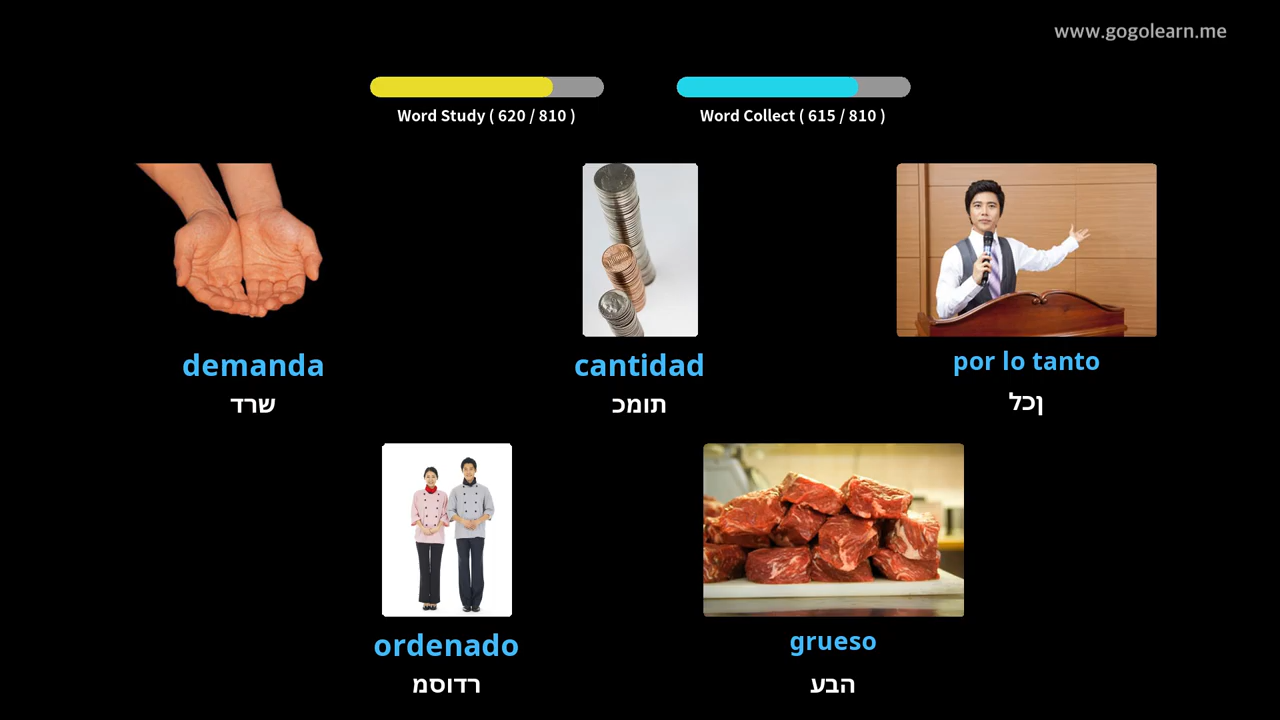 www.gogolearn.me
Word Study ( 620 / 810 )
Word Collect ( 615 / 810 )
demanda
שרד
cantidad
תומכ
por lo tanto
ןכל
ordenado
רדוסמ
grueso
הבע